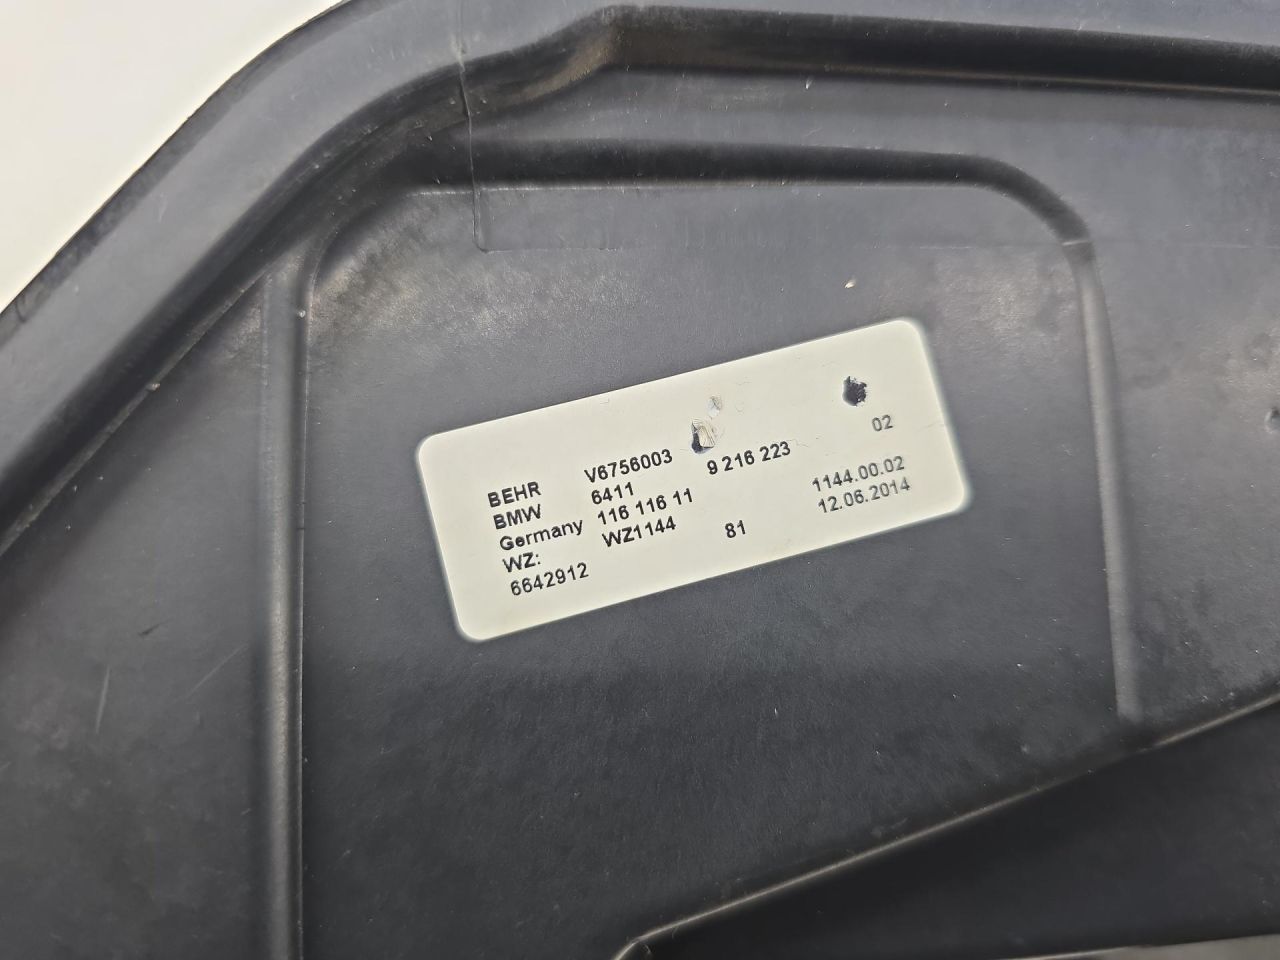 BEHR V6756003 02
BMW 6411 9 216 223
Germany 116 116 11 1144.00.02
WZ: WZ1144 12.06.2014
6642912 81